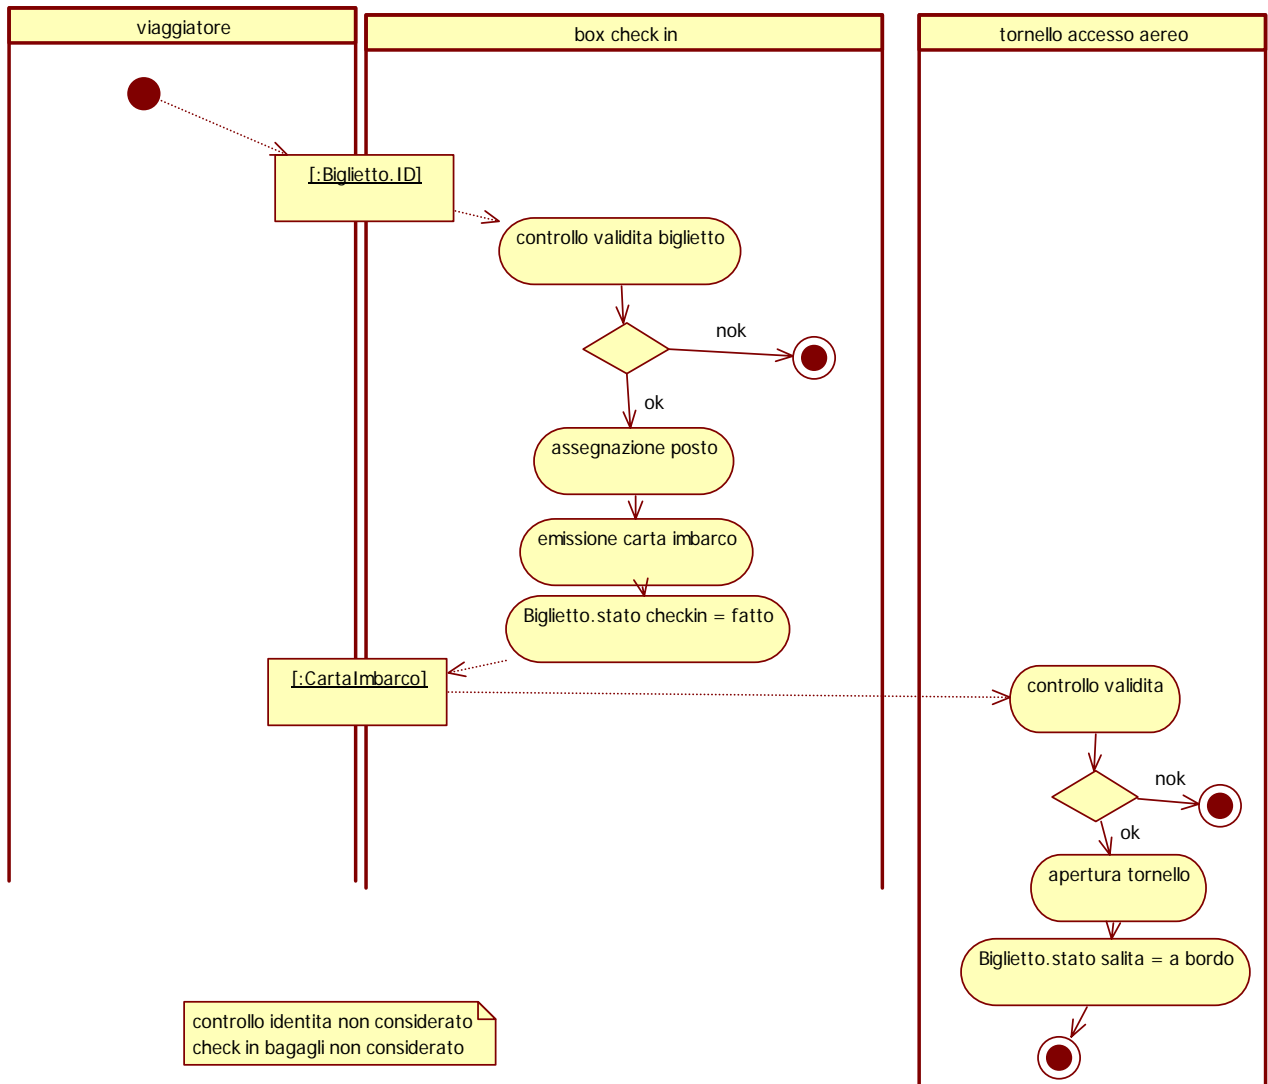 viaggiatore
box check in
tornello accesso aereo
[:Biglietto.ID]
controllo validita biglietto
nok
ok
assegnazione posto
emissione carta imbarco
Biglietto.stato checkin = fatto
[:CartaImbarco]
controllo validita
nok
ok
apertura tornello
Biglietto.stato salita = a bordo
controllo identita non considerato
check in bagagli non considerato